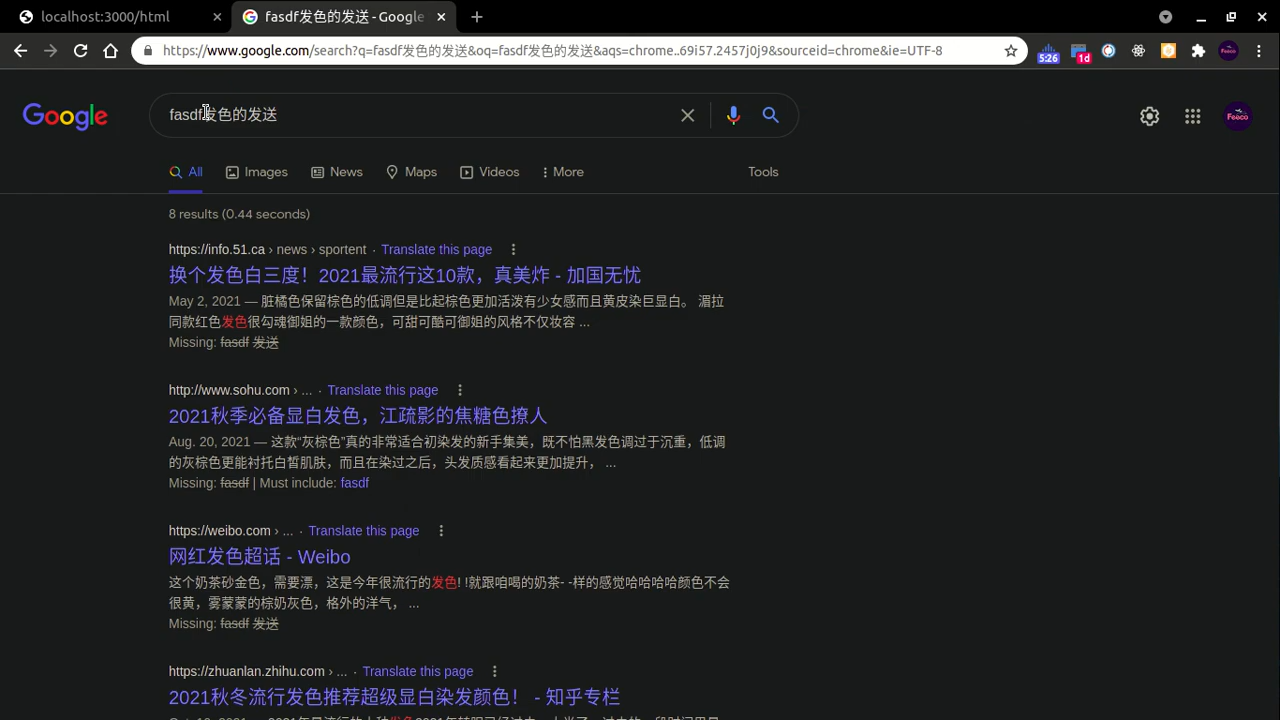 localhost:3000/html
fasdf发色的发送 - Google
https://www.google.com/search?q=fasdf发色的发送&oq=fasdf发色的发送&aqs=chrome..69i57.2457j0j9&sourceid=chrome&ie=UTF-8
5:26
1d
Feeco
Google
fasdf发色的发送
Feeco
All
Images
News
Maps
Videos
More
Tools
8 results (0.44 seconds)
https://info.51.ca › news › sportent · Translate this page
换个发色白三度！2021最流行这10款，真美炸 - 加国无忧
May 2, 2021 — 脏橘色保留棕色的低调但是比起棕色更加活泼有少女感而且黄皮染巨显白。 湄拉
同款红色发色很勾魂御姐的一款颜色，可甜可酷可御姐的风格不仅妆容 ...
Missing: fasdf 发送
http://www.sohu.com › ... · Translate this page
2021秋季必备显白发色，江疏影的焦糖色撩人
Aug. 20, 2021 — 这款“灰棕色”真的非常适合初染发的新手集美，既不怕黑发色调过于沉重，低调
的灰棕色更能衬托白皙肌肤，而且在染过之后，头发质感看起来更加提升， ...
Missing: fasdf | Must include: fasdf
https://weibo.com › ... · Translate this page
网红发色超话 - Weibo
这个奶茶砂金色，需要漂，这是今年很流行的发色! !就跟咱喝的奶茶- -样的感觉哈哈哈哈颜色不会
很黄，雾蒙蒙的棕奶灰色，格外的洋气， ...
Missing: fasdf 发送
https://zhuanlan.zhihu.com › ... · Translate this page
2021秋冬流行发色推荐超级显白染发颜色！ - 知乎专栏